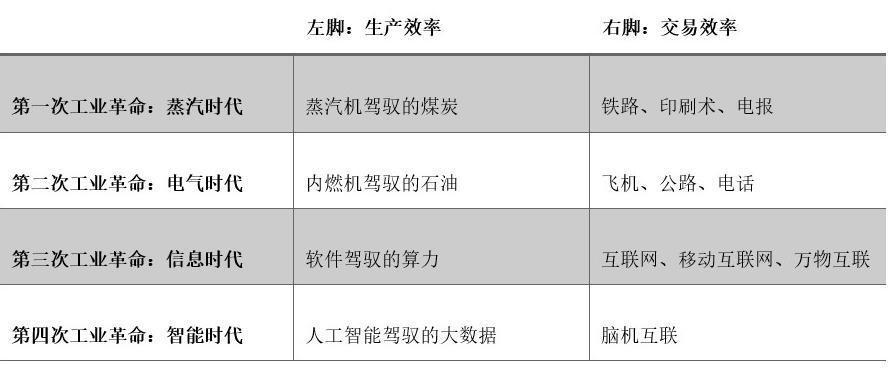 左脚：生产效率 右脚：交易效率
第一次工业革命：蒸汽时代 蒸汽机驾驭的煤炭 铁路、印刷术、电报
第二次工业革命：电气时代 内燃机驾驭的石油 飞机、公路、电话
第三次工业革命：信息时代 软件驾驭的算力 互联网、移动互联网、万物互联
第四次工业革命：智能时代 人工智能驾驭的大数据 脑机互联